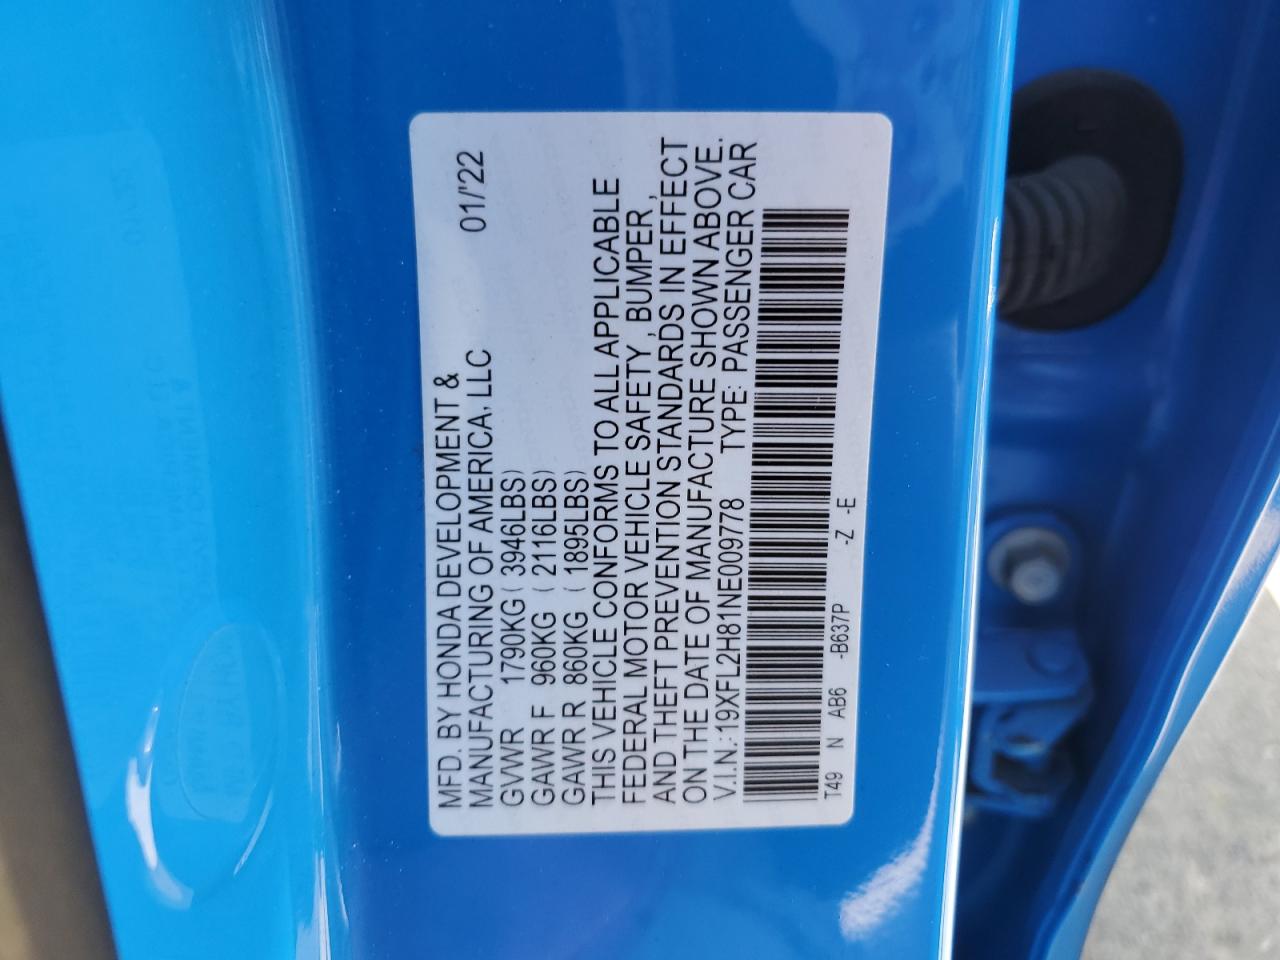 MFD. BY HONDA DEVELOPMENT &
MANUFACTURING OF AMERICA, LLC 01/'22
GVWR 1790KG ( 3946LBS)
GAWR F 960KG ( 2116LBS)
GAWR R 860KG ( 1895LBS)
THIS VEHICLE CONFORMS TO ALL APPLICABLE
FEDERAL MOTOR VEHICLE SAFETY , BUMPER ,
AND THEFT PREVENTION STANDARDS IN EFFECT
ON THE DATE OF MANUFACTURE SHOWN ABOVE.
V.I.N.:19XFL2H81NE009778 TYPE: PASSENGER CAR
T49 N AB6 -B637P -Z -E